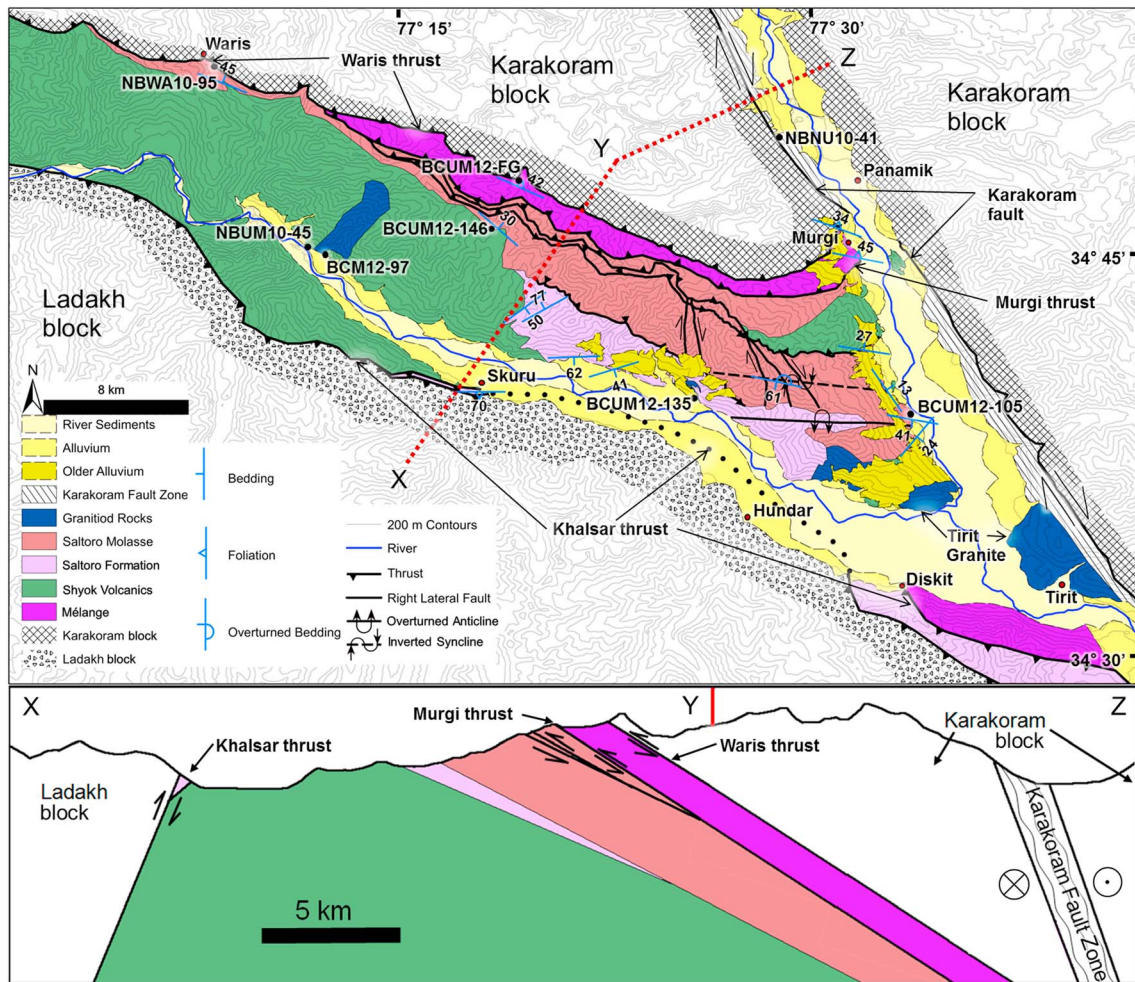 77° 15'
77° 30'
Waris
45
Waris thrust
NBWA10-95
Karakoram
block
Z
Karakoram
block
NBNU10-41
Y
Panamik
BCUM12-FG
42
Karakoram
fault
30
BCUM12-146
34
NBUM10-45
Murgi
45
34° 45'
BCM12-97
Murgi thrust
Ladakh
block
77
50
27
N
8 km
Skuru
62
41
13
61
BCUM12-135
BCUM12-105
70
41
24
X
River Sediments
Alluvium
Older Alluvium
Karakoram Fault Zone
Granitiod Rocks
Saltoro Molasse
Saltoro Formation
Shyok Volcanics
Mélange
Karakoram block
Ladakh block
Bedding
Foliation
Overturned Bedding
200 m Contours
River
Thrust
Right Lateral Fault
Overturned Anticline
Inverted Syncline
Khalsar thrust
Hundar
Tirit
Granite
Diskit
Tirit
34° 30'
X
Y
Z
Murgi thrust
Khalsar thrust
Waris thrust
Karakoram
block
Ladakh
block
Karakoram Fault Zone
5 km